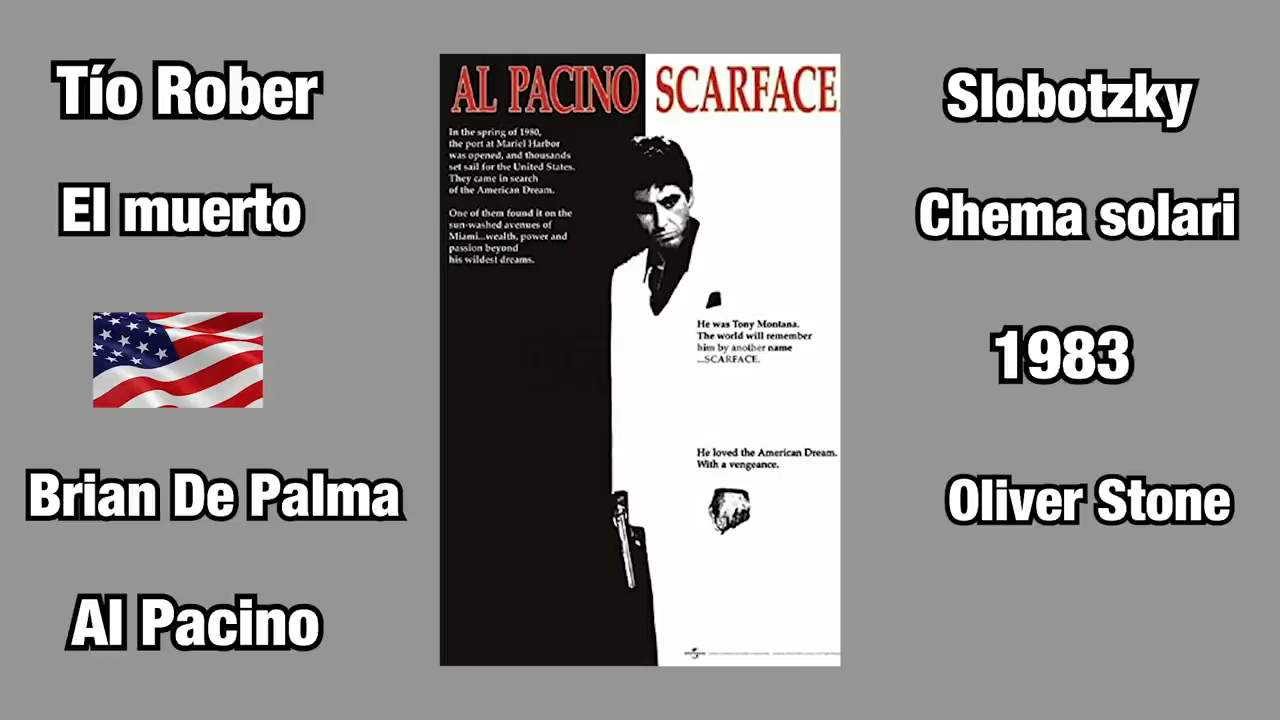 Tío Rober
El muerto
Brian De Palma
Al Pacino
AL PACINO SCARFACE
In the spring of 1980,
the port at Mariel Harbor
was opened, and thousands
set sail for the United States.
They came in search
of the American Dream.
One of them found it on the
sun-washed avenues of
Miami...wealth, power and
passion beyond
his wildest dreams.
He was Tony Montana.
The world will remember
him by another name
...SCARFACE.
He loved the American Dream.
With a vengeance.
Slobotzky
Chema solari
1983
Oliver Stone